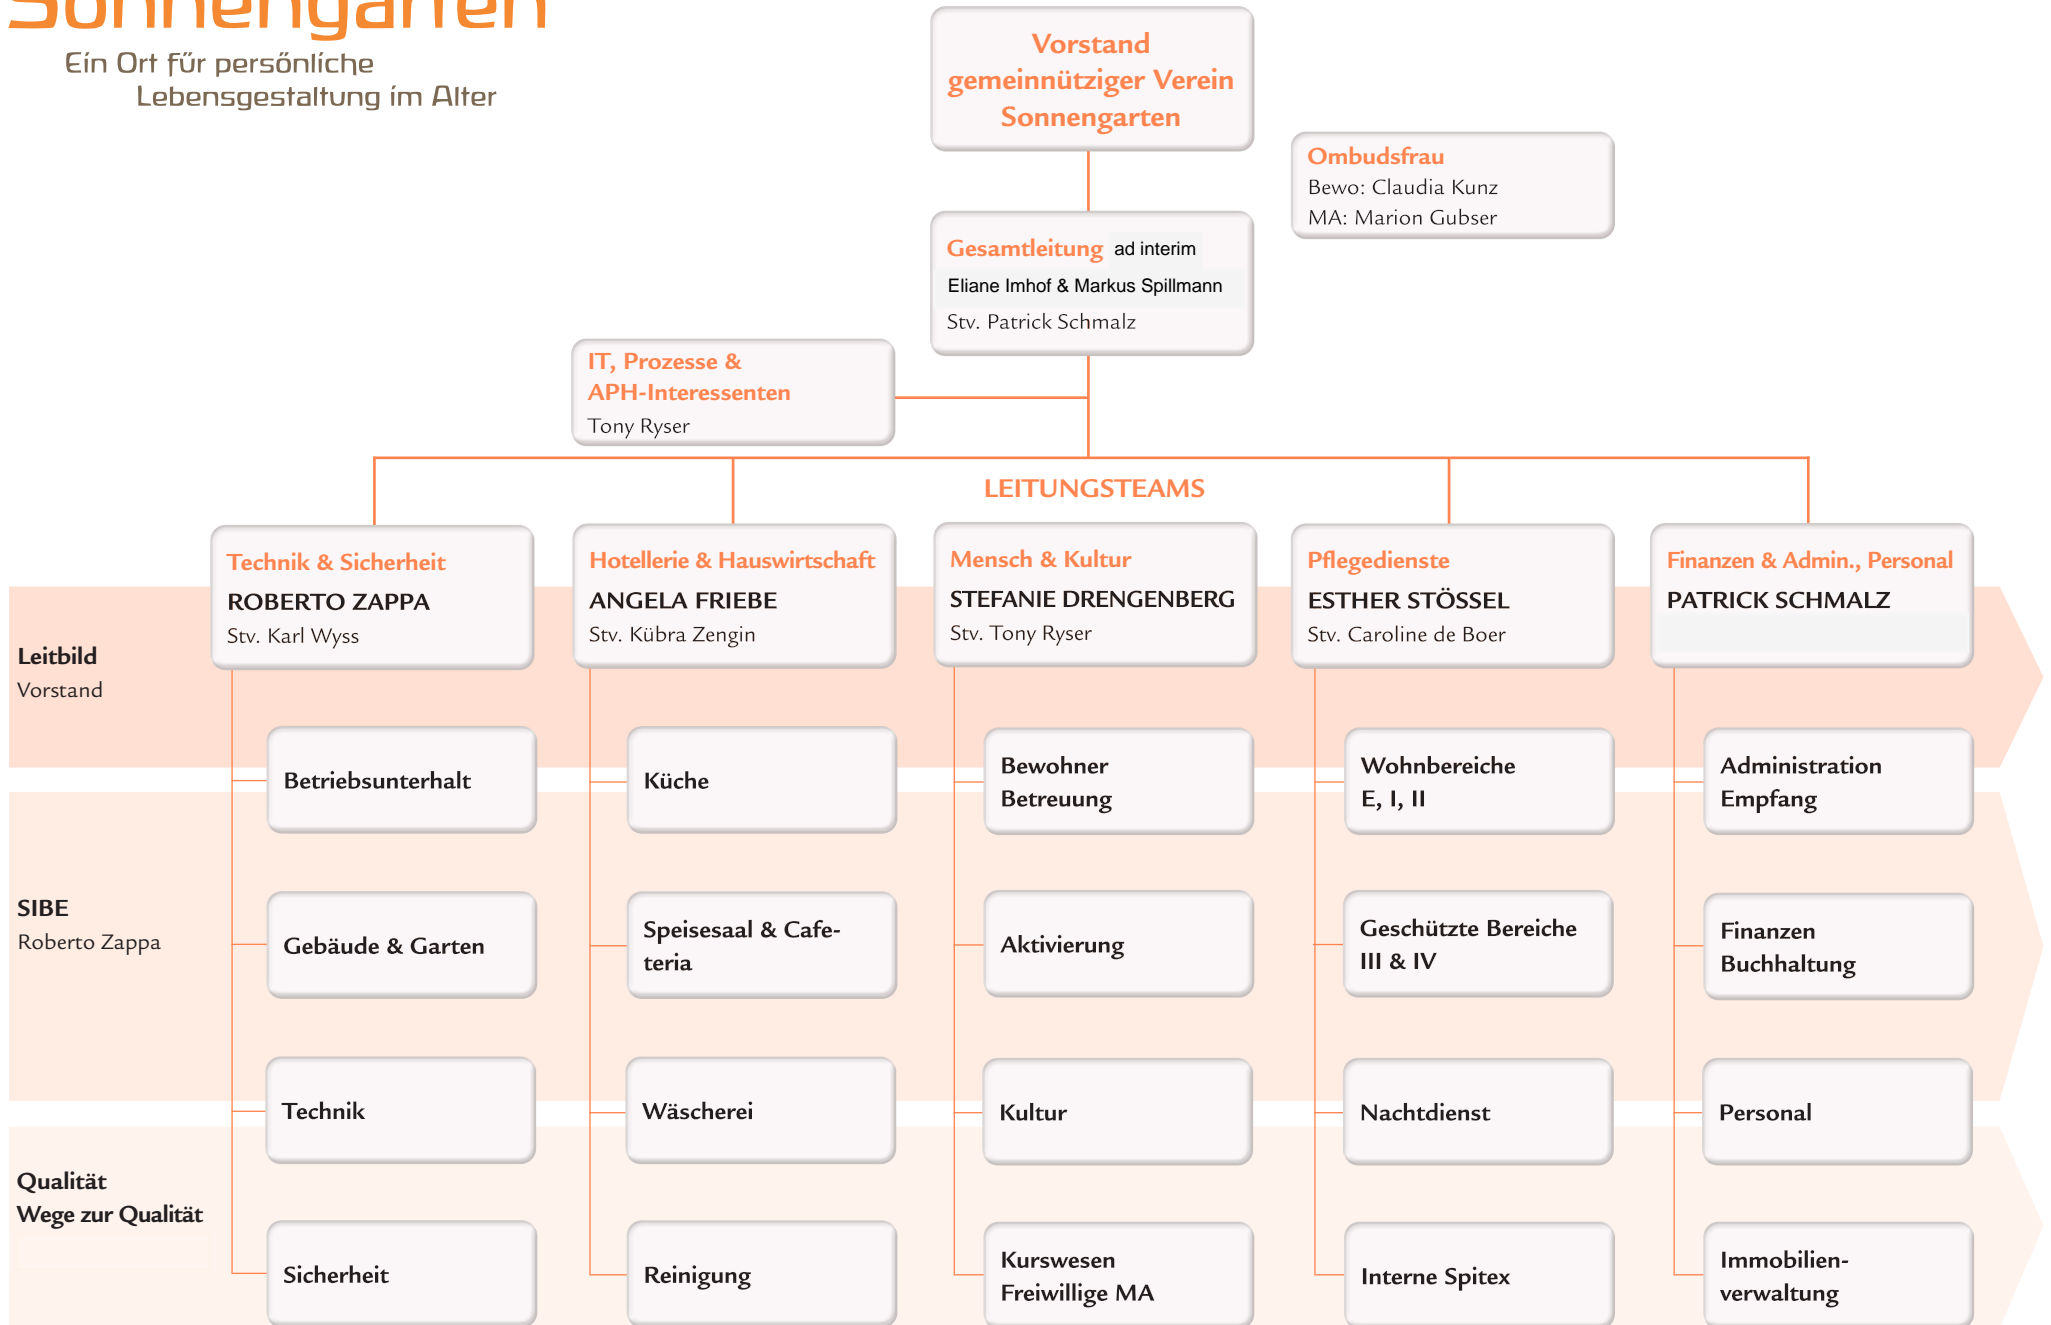 Sonnengarten
Ein Ort für persönliche
Lebensgestaltung im Alter
Vorstand
gemeinnütziger Verein
Sonnengarten
Ombudsfrau
Bewo: Claudia Kunz
MA: Marion Gubser
Gesamtleitung ad interim
Eliane Imhof & Markus Spillmann
Stv. Patrick Schmalz
IT, Prozesse &
APH-Interessenten
Tony Ryser
LEITUNGSTEAMS
Technik & Sicherheit
ROBERTO ZAPPA
Stv. Karl Wyss
Hotellerie & Hauswirtschaft
ANGELA FRIEBE
Stv. Kübra Zengin
Mensch & Kultur
STEFANIE DRENGENBERG
Stv. Tony Ryser
Pflegedienste
ESTHER STÖSSEL
Stv. Caroline de Boer
Finanzen & Admin., Personal
PATRICK SCHMALZ
Leitbild
Vorstand
Betriebsunterhalt
Küche
Bewohner
Betreuung
Wohnbereiche
E, I, II
Administration
Empfang
SIBE
Roberto Zappa
Gebäude & Garten
Speisesaal & Cafe-
teria
Aktivierung
Geschützte Bereiche
III & IV
Finanzen
Buchhaltung
Technik
Wäscherei
Kultur
Nachtdienst
Personal
Qualität
Wege zur Qualität
Sicherheit
Reinigung
Kurswesen
Freiwillige MA
Interne Spitex
Immobilien-
verwaltung